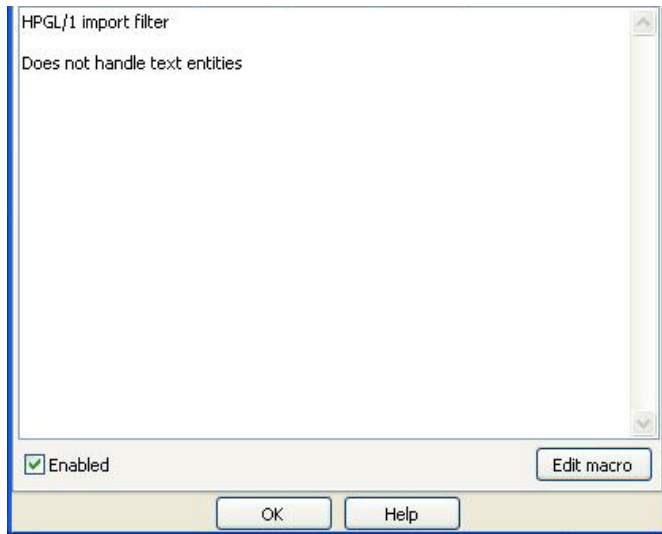 HPGL/1 import filter
Does not handle text entities
Enabled
Edit macro
OK
Help